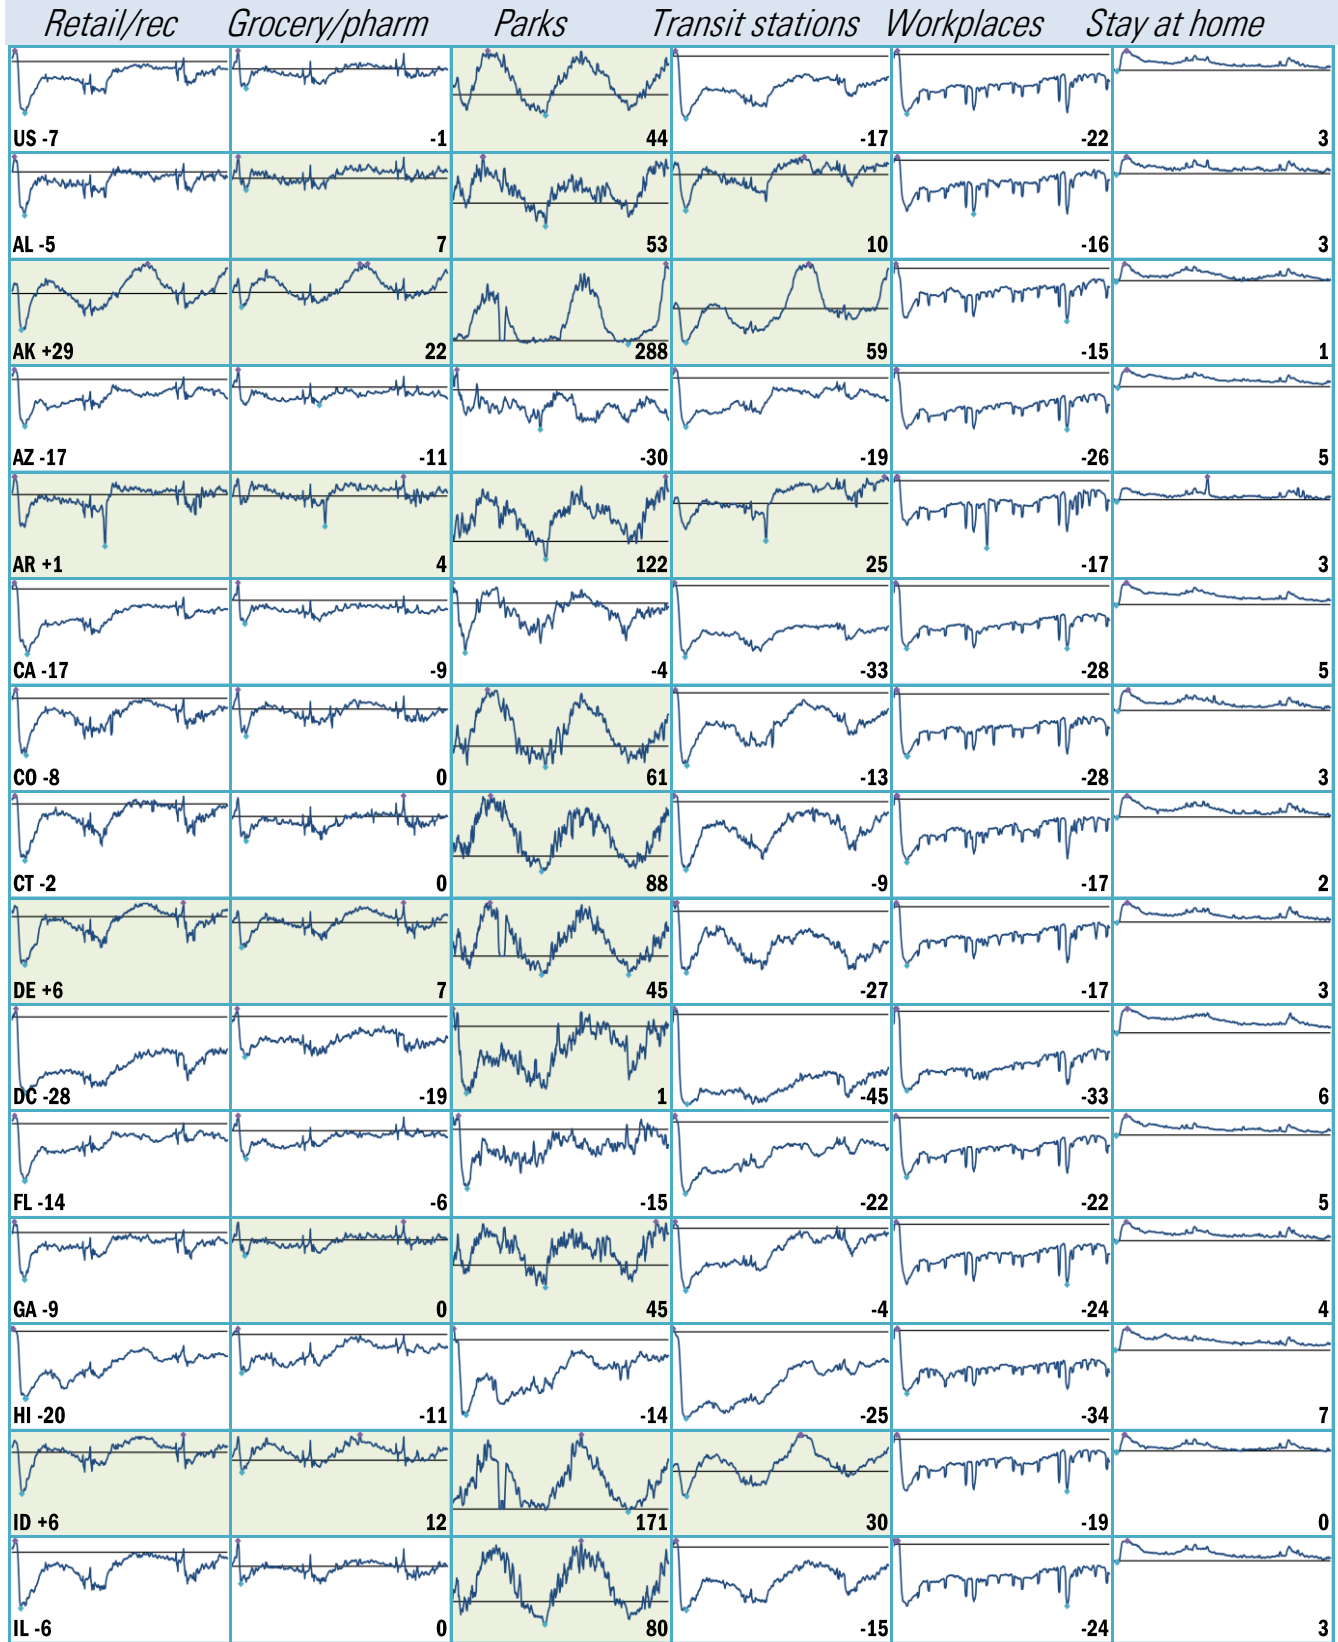 Retail/rec Grocery/pharm Parks Transit stations Workplaces Stay at home
US -7 -1 44 -17 -22 3
AL -5 7 53 10 -16 3
AK +29 22 288 59 -15 1
AZ -17 -11 -30 -19 -26 5
AR +1 4 122 25 -17 3
CA -17 -9 -4 -33 -28 5
CO -8 0 61 -13 -28 3
CT -2 0 88 -9 -17 2
DE +6 7 45 -27 -17 3
DC -28 -19 1 -45 -33 6
FL -14 -6 -15 -22 -22 5
GA -9 0 45 -4 -24 4
HI -20 -11 -14 -25 -34 7
ID +6 12 171 30 -19 0
IL -6 0 80 -15 -24 3